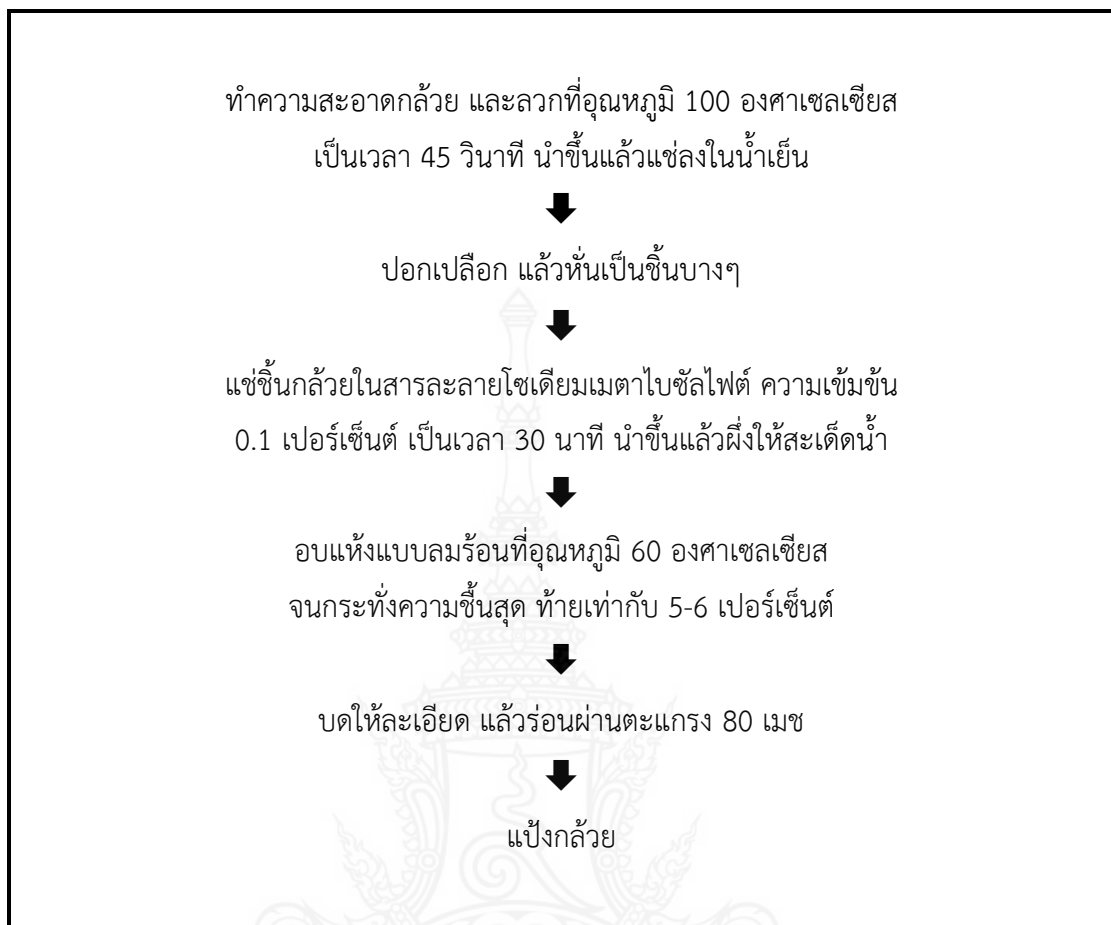 ทำความสะอาดกล้วย และลวกที่อุณหภูมิ 100 องศาเซลเซียส
เป็นเวลา 45 วินาที นำขึ้นแล้วแช่ลงในน้ำเย็น
ปอกเปลือก แล้วหั่นเป็นชิ้นบางๆ
แช่ชิ้นกล้วยในสารละลายโซเดียมเมตาไบซัลไฟต์ ความเข้มข้น
0.1 เปอร์เซ็นต์ เป็นเวลา 30 นาที นำขึ้นแล้วผึ่งให้สะเด็ดน้ำ
อบแห้งแบบลมร้อนที่อุณหภูมิ 60 องศาเซลเซียส
จนกระทั่งความชื้นสุด ท้ายเท่ากับ 5-6 เปอร์เซ็นต์
บดให้ละเอียด แล้วร่อนผ่านตะแกรง 80 เมช
แป้งกล้วย